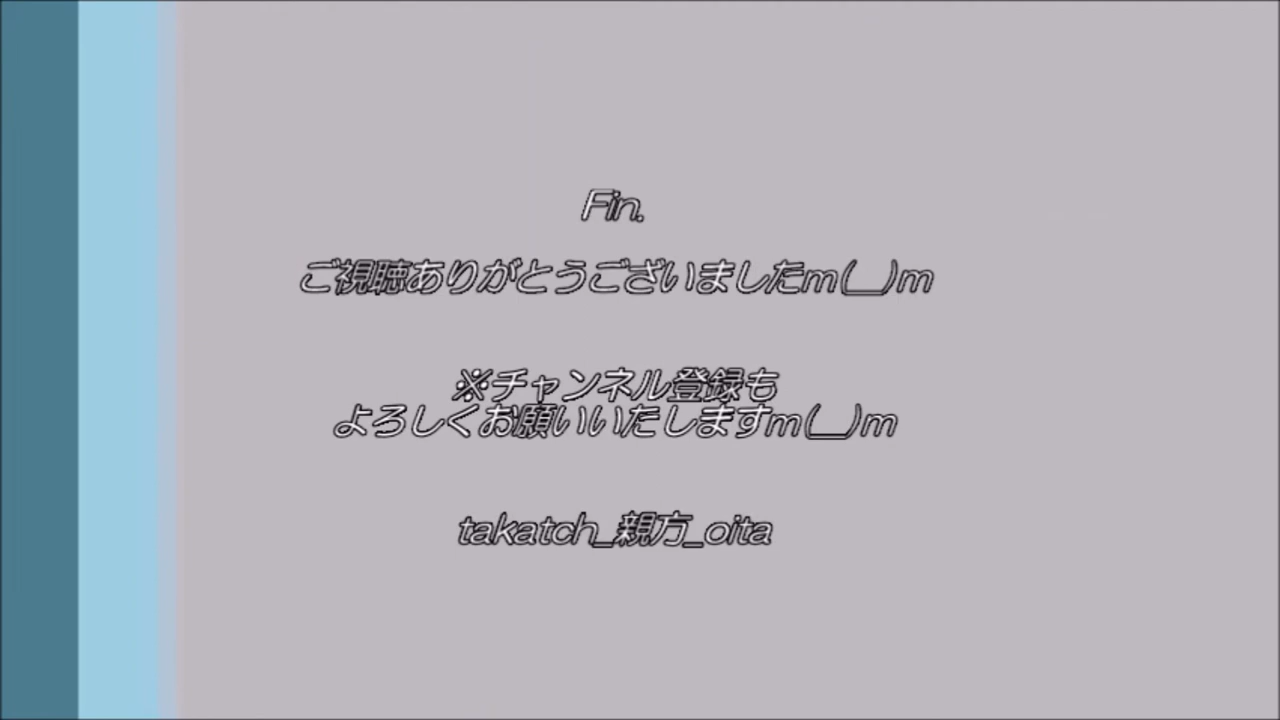 Fin.
ご視聴ありがとうございましたm(__)m
※チャンネル登録も
よろしくお願いいたしますm(__)m
takatch_親方_oita